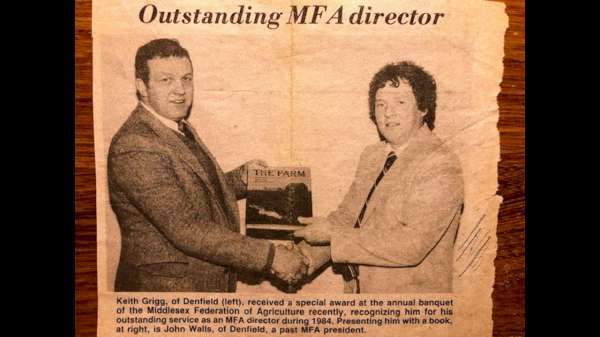 Outstanding MFA director
THE FARM
Keith Grigg, of Denfield (left), received a special award at the annual banquet
of the Middlesex Federation of Agriculture recently, recognizing him for his
outstanding service as an MFA director during 1984. Presenting him with a book,
at right, is John Walls, of Denfield, a past MFA president.